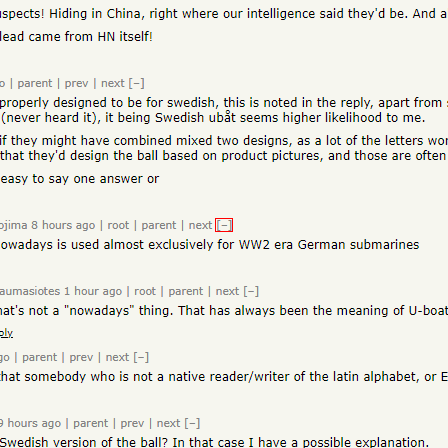 spects! Hiding in China, right where our intelligence said they'd be. And a
lead came from HN itself!
o | parent | prev | next [–]
properly designed to be for swedish, this is noted in the reply, apart from
(never heard it), it being Swedish ubåt seems higher likelihood to me.
if they might have combined mixed two designs, as a lot of the letters wo
that they'd design the ball based on product pictures, and those are often
easy to say one answer or
ojima 8 hours ago | root | parent | next [–]
owadays is used almost exclusively for WW2 era German submarines
aumasiotes 1 hour ago | root | parent | next [–]
hat's not a "nowadays" thing. That has always been the meaning of U-boat
ply
go | parent | prev | next [–]
that somebody who is not a native reader/writer of the latin alphabet, or E
9 hours ago | parent | prev | next [–]
Swedish version of the ball? In that case I have a possible explanation.